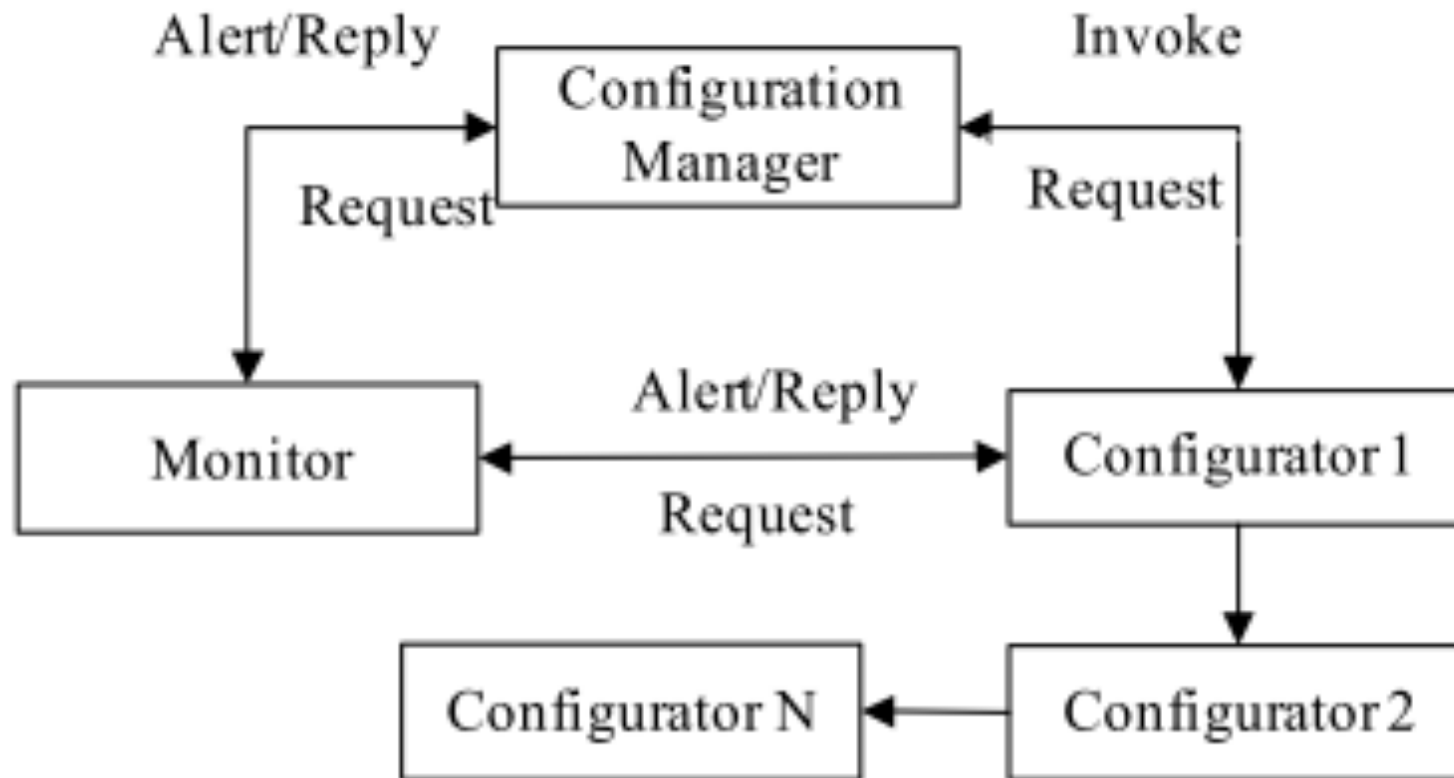 Alert/Reply
Invoke
Configuration
Manager
Request
Request
Alert/Reply
Monitor
Configurator 1
Request
Configurator N
Configurator 2